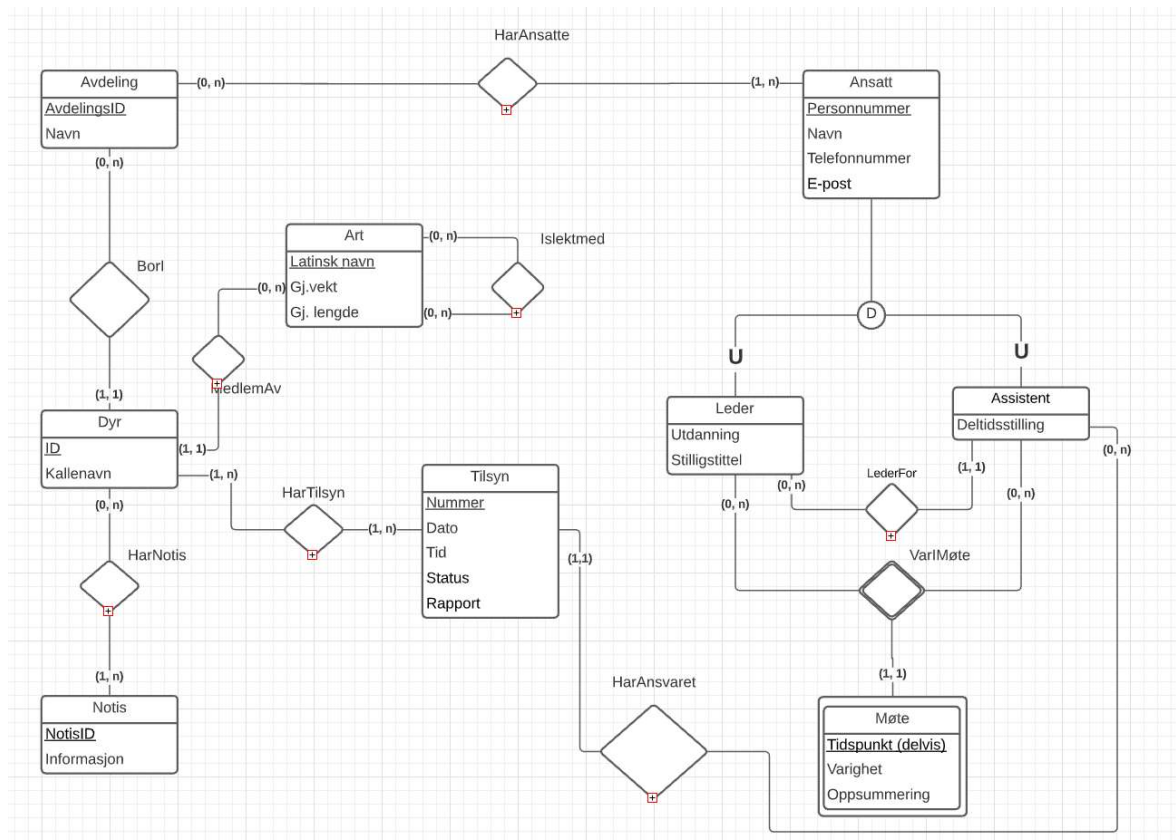 HarAnsatte
Avdeling
(0, n)
(1, n)
Ansatt
AvdelingsID
Navn
Personnummer
Navn
Telefonnummer
E-post
(0, n)
BorI
Art
Latinsk navn
Gj.vekt
Gj. lengde
(0, n)
(0, n)
(0, n)
Islektmed
D
U
U
MedlemAv
(1, 1)
Dyr
ID
Kallenavn
(1, 1)
(1, n)
Leder
Utdanning
Stilligstittel
Assistent
Deltidsstilling
(0, n)
(0, n)
(0, n)
LederFor
(1, 1)
(0, n)
(0, n)
HarTilsyn
(1, n)
Tilsyn
Nummer
Dato
Tid
Status
Rapport
(1,1)
HarNotis
VarIMøte
(1, n)
(1, 1)
Notis
NotisID
Informasjon
HarAnsvaret
Møte
Tidspunkt (delvis)
Varighet
Oppsummering